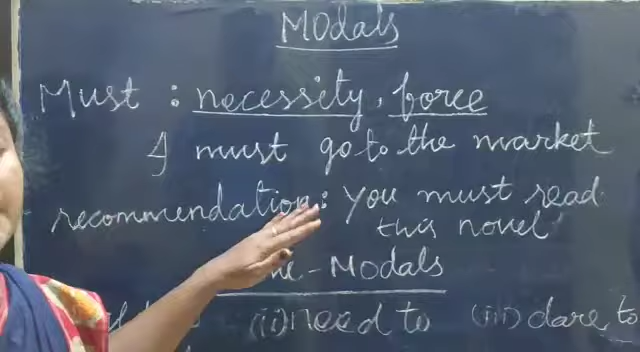 MOdals
Must : necessity, force
I must go to the market
recommendation: You must read
this novel
- Modals
(ii) need to (iii) dare to